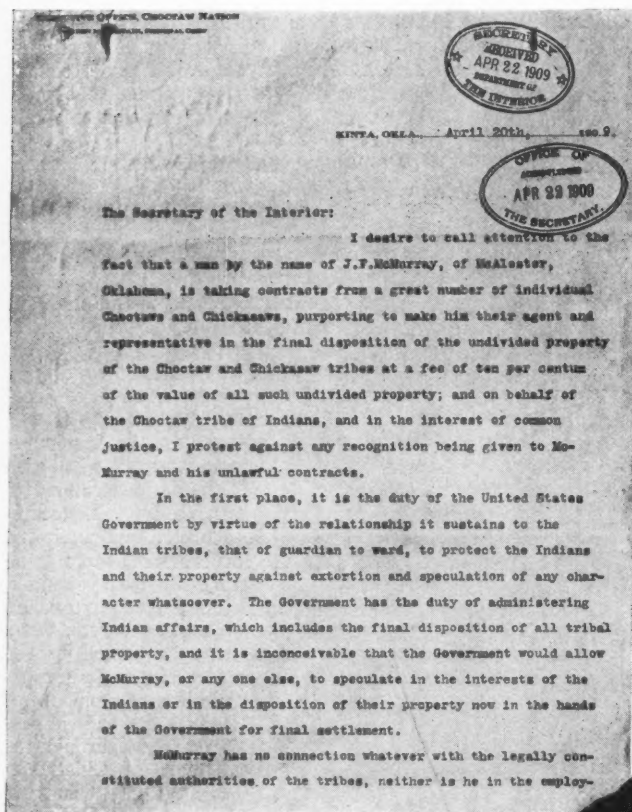 OFFICE, CHOCTAW NATION
SECRETARY
RECEIVED
APR 22 1909
DEPARTMENT OF
THE INTERIOR
KINTA, OKLA., April 20th, 190 9.
OFFICE OF
APR 22 1909
THE SECRETARY.
The Secretary of the Interior:
I desire to call attention to the
fact that a man by the name of J.F.McMurray, of McAlester,
Oklahoma, is taking contracts from a great number of individual
Choctaws and Chickasaws, purporting to make him their agent and
representative in the final disposition of the undivided property
of the Choctaw and Chickasaw tribes at a fee of ten per centum
of the value of all such undivided property; and on behalf of
the Choctaw tribe of Indians, and in the interest of common
justice, I protest against any recognition being given to Mc-
Murray and his unlawful contracts.
In the first place, it is the duty of the United States
Government by virtue of the relationship it sustains to the
Indian tribes, that of guardian to ward, to protect the Indians
and their property against extortion and speculation of any char-
acter whatsoever. The Government has the duty of administering
Indian affairs, which includes the final disposition of all tribal
property, and it is inconceivable that the Government would allow
McMurray, or any one else, to speculate in the interests of the
Indians or in the disposition of their property now in the hands
of the Government for final settlement.
McMurray has no connection whatever with the legally con-
stituted authorities of the tribes, neither is he in the employ-